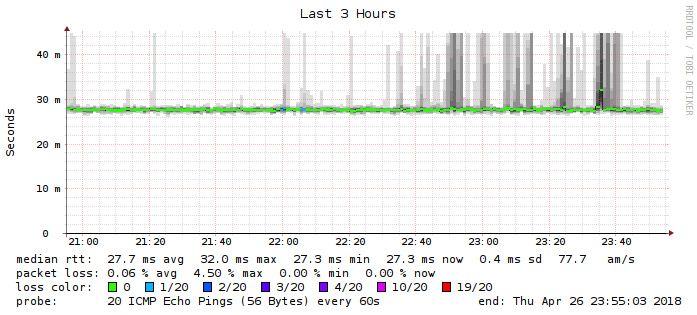 Last 3 Hours
RRDTOOL / TOBI OETIKER
Seconds
40 m
30 m
20 m
10 m
0
21:00 21:20 21:40 22:00 22:20 22:40 23:00 23:20 23:40
median rtt: 27.7 ms avg 32.0 ms max 27.3 ms min 27.3 ms now 0.4 ms sd 77.7 am/s
packet loss: 0.06 % avg 4.50 % max 0.00 % min 0.00 % now
loss color: 0 1/20 2/20 3/20 4/20 10/20 19/20
probe: 20 ICMP Echo Pings (56 Bytes) every 60s end: Thu Apr 26 23:55:03 2018